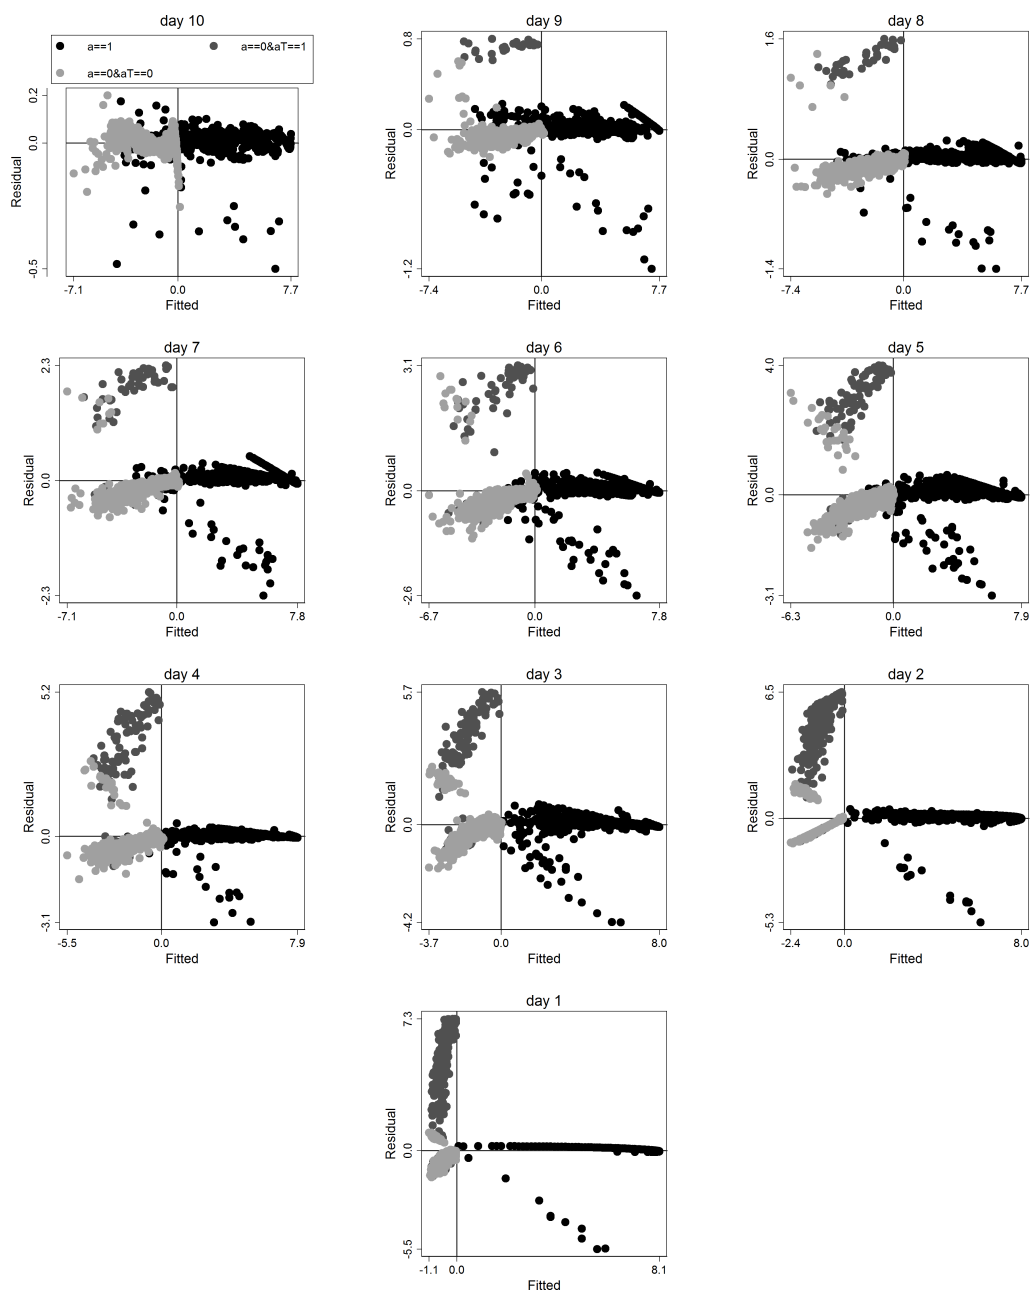 day 10
a==1
a==0&aT==1
a==0&aT==0
0.2
0.0
-0.5
Residual
-7.1
0.0
7.7
Fitted
day 9
0.8
0.0
-1.2
Residual
-7.4
0.0
7.7
Fitted
day 8
1.6
0.0
-1.4
Residual
-7.4
0.0
7.7
Fitted
day 7
2.3
0.0
-2.3
Residual
-7.1
0.0
7.8
Fitted
day 6
3.1
0.0
-2.6
Residual
-6.7
0.0
7.8
Fitted
day 5
4.0
0.0
-3.1
Residual
-6.3
0.0
7.9
Fitted
day 4
5.2
0.0
-3.1
Residual
-5.5
0.0
7.9
Fitted
day 3
5.7
0.0
-4.2
Residual
-3.7
0.0
8.0
Fitted
day 2
6.5
0.0
-5.3
Residual
-2.4
0.0
8.0
Fitted
day 1
7.3
0.0
-5.5
Residual
-1.1
0.0
8.1
Fitted